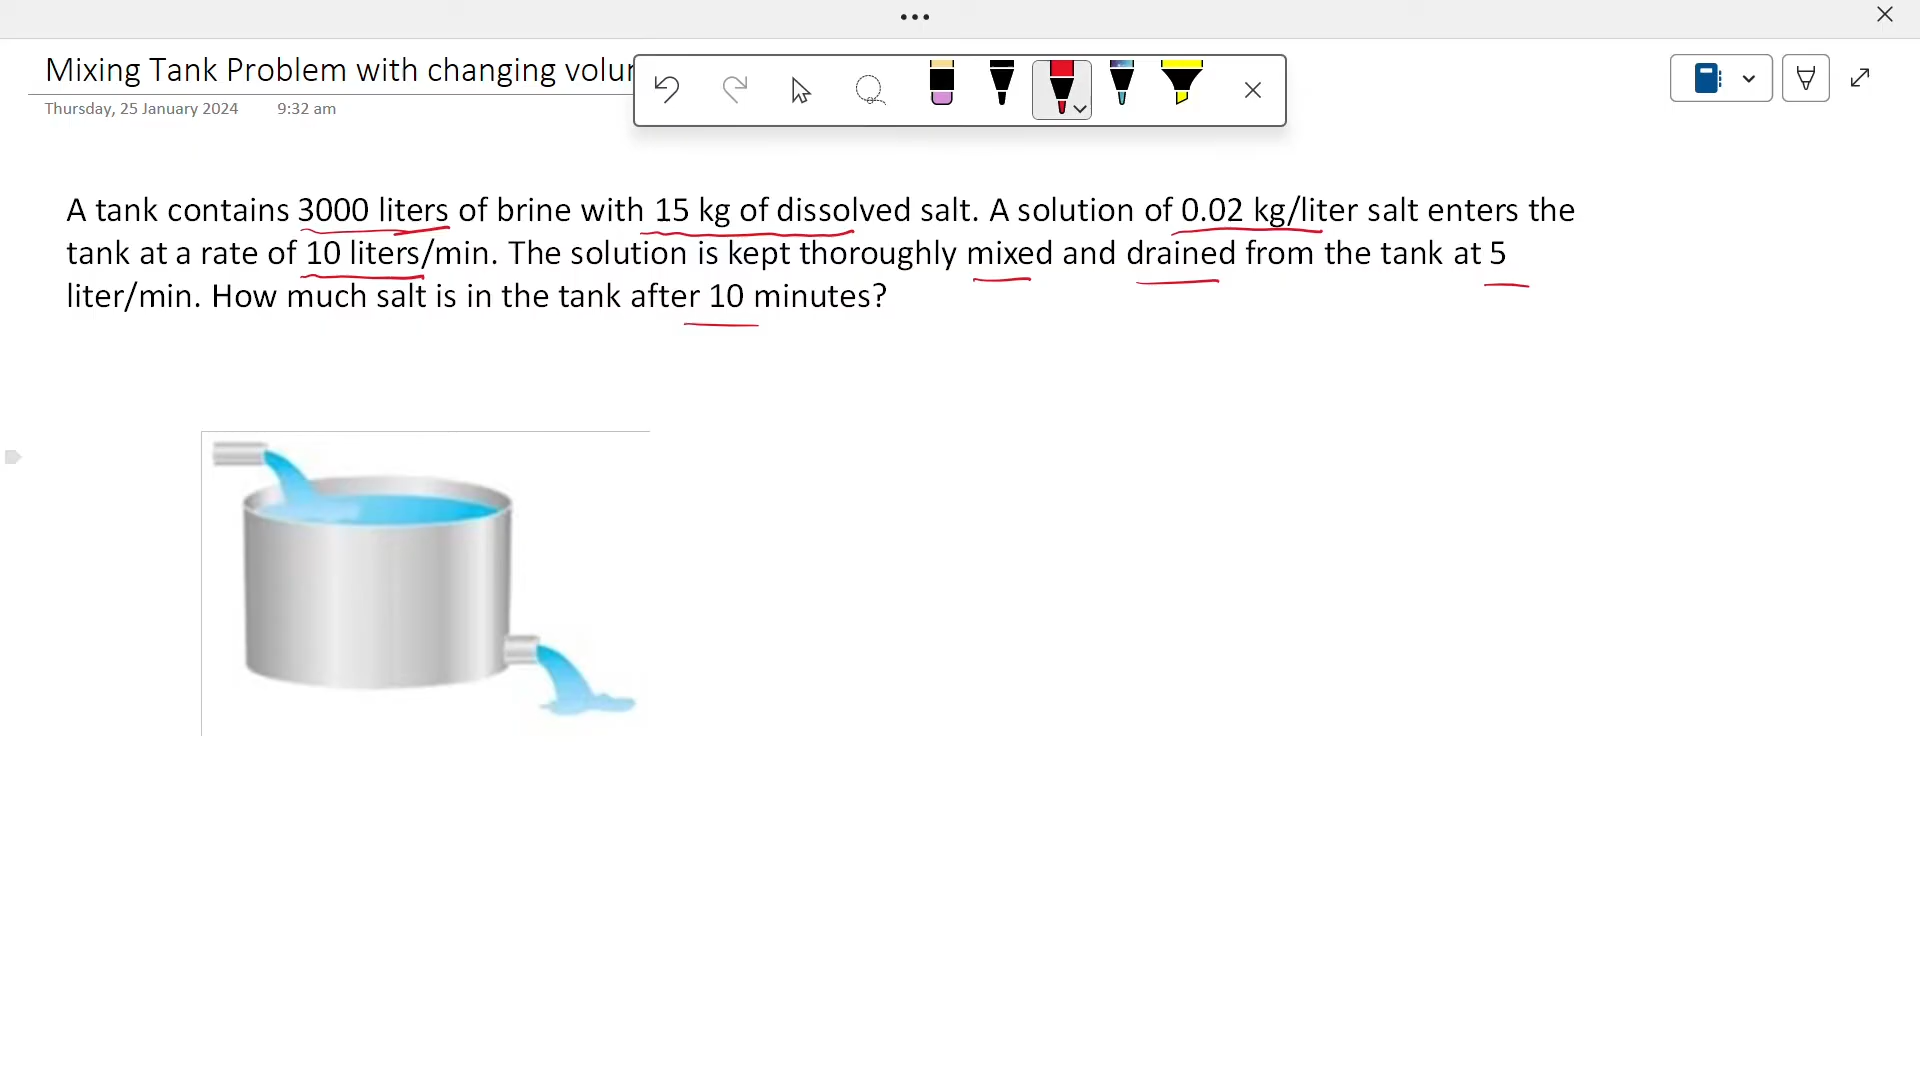 Mixing Tank Problem with changing
Thursday, 25 January 2024 9:32 am
A tank contains 3000 liters of brine with 15 kg of dissolved salt. A solution of 0.02 kg/liter salt enters the
tank at a rate of 10 liters/min. The solution is kept thoroughly mixed and drained from the tank at 5
liter/min. How much salt is in the tank after 10 minutes?